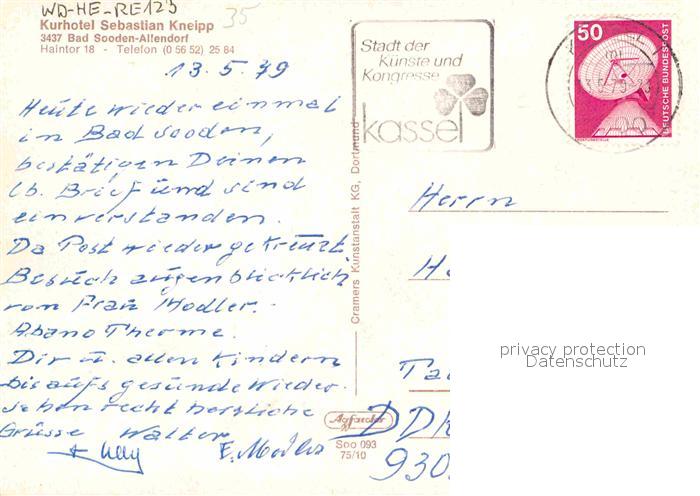 WD-HE-RE123
35
Kurhotel Sebastian Kneipp
3437 Bad Sooden-Allendorf
Haintor 18 - Telefon (0 56 52) 25 84
13.5.79
Heute wieder einmal
in Bad Sooden,
bestätigen Deinen
lb. Brief und sind
einverstanden.
Da Post wieder gekreuzt.
Besuch augenblicklich
von Frau Modler.
Abano Therme.
Dir u. allen Kindern
bis aufs gesunde Wieder-
sehen recht herzliche
Grüsse Walter
E. Modler
Cramers Kunstanstalt KG, Dortmund
Agfacolor
Soo 093
75/10
Stadt der
Künste und
Kongresse
kassel
50
DEUTSCHE BUNDESPOST
Herrn
H
DDR
930
privacy protection
Datenschutz